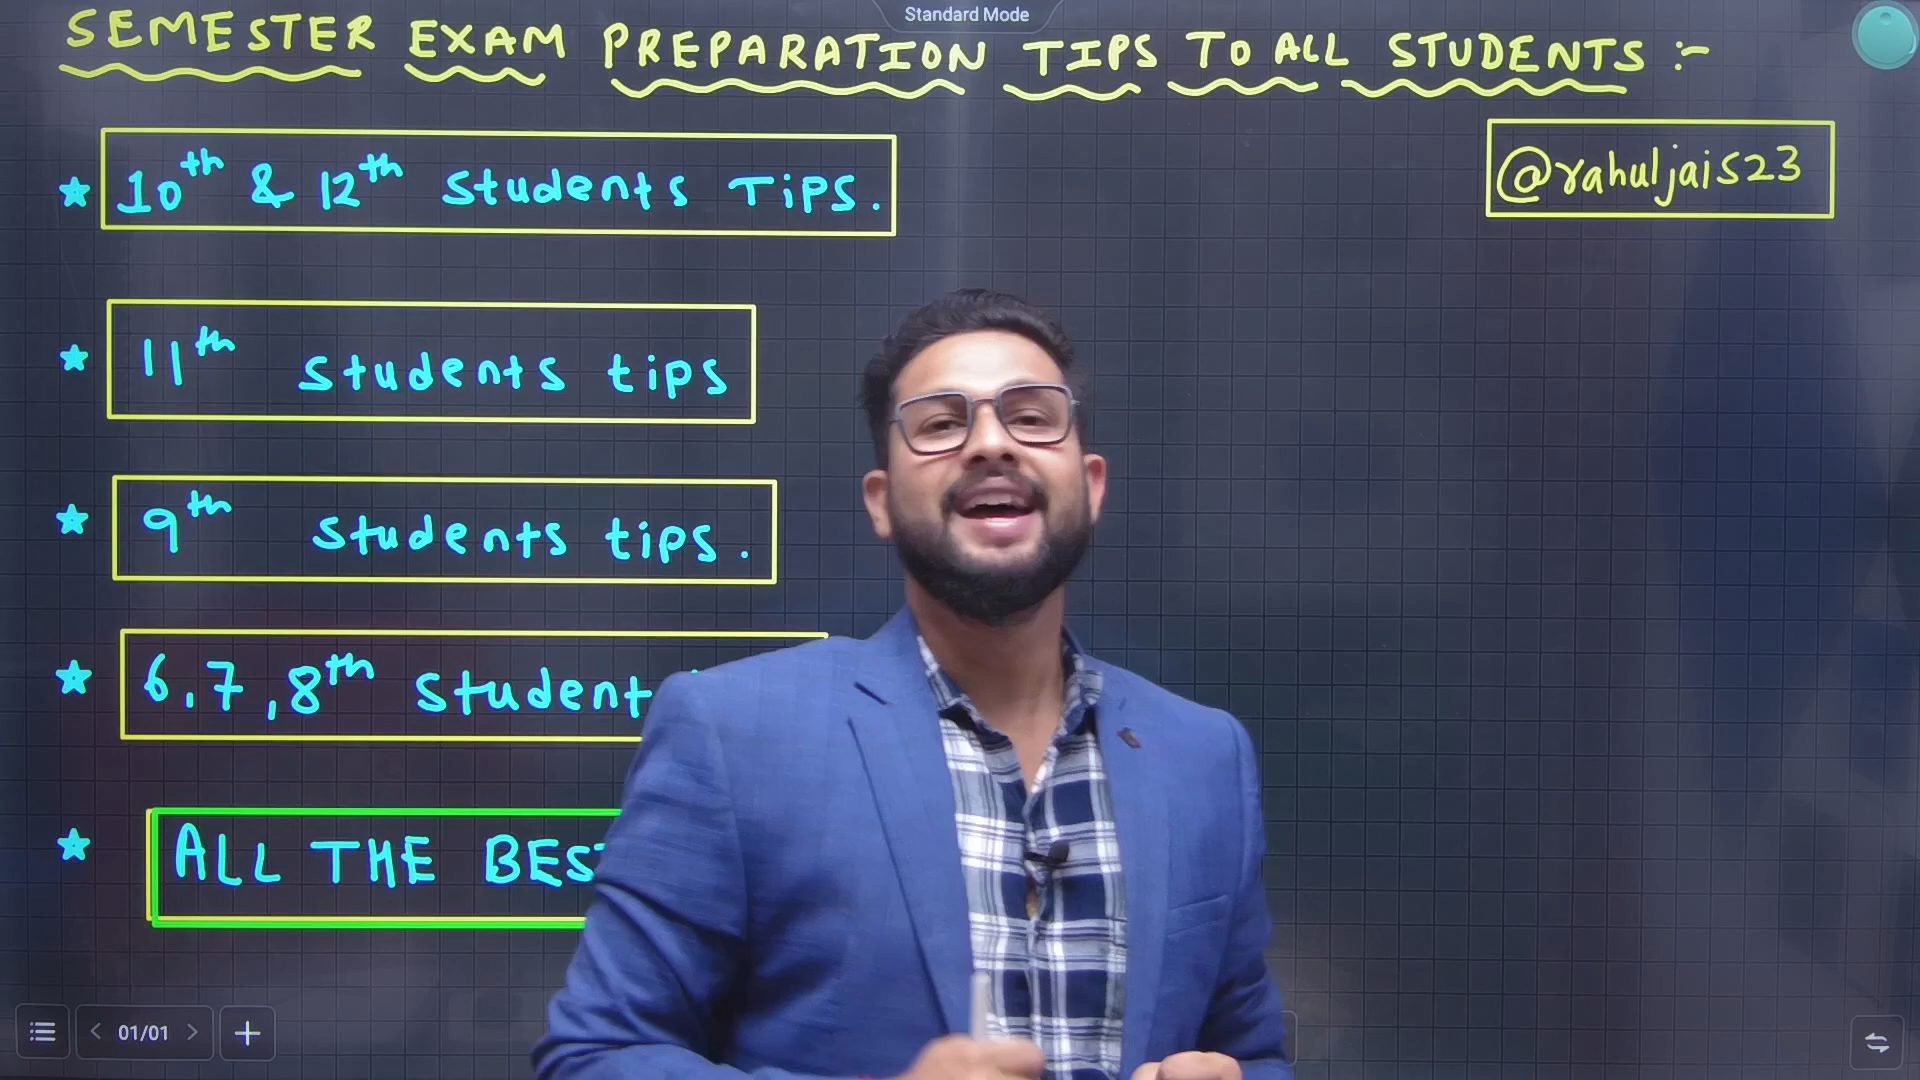 Standard Mode
SEMESTER EXAM PREPARATION TIPS TO ALL STUDENTS :-
@rahuljais23
★ 10th & 12th students Tips.
★ 11th students tips
★ 9th students tips.
★ 6,7,8th student
★ ALL THE BES
01/01